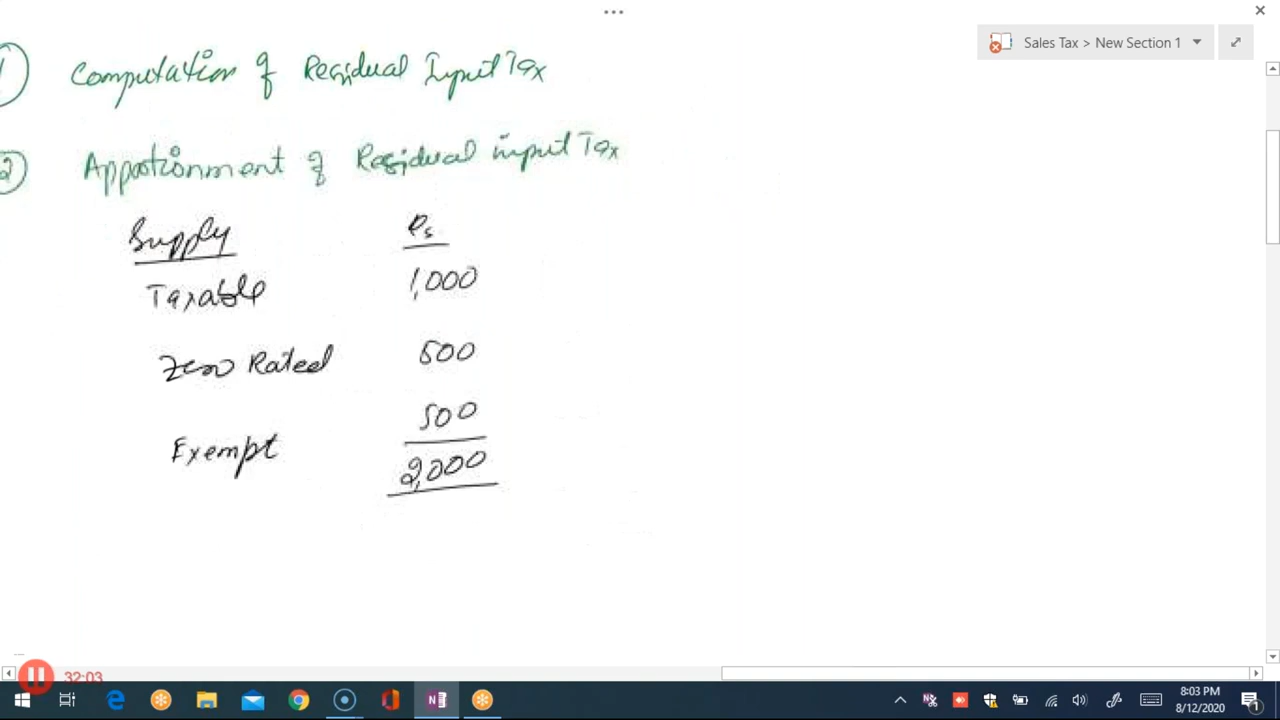 Sales Tax > New Section 1
1 Computation of Residual Input Tax
2 Apportionment of Residual input Tax
Supply Rs
Taxable 1,000
Zero Rated 500
Exempt 500
2,000
32:03
8:03 PM
8/12/2020